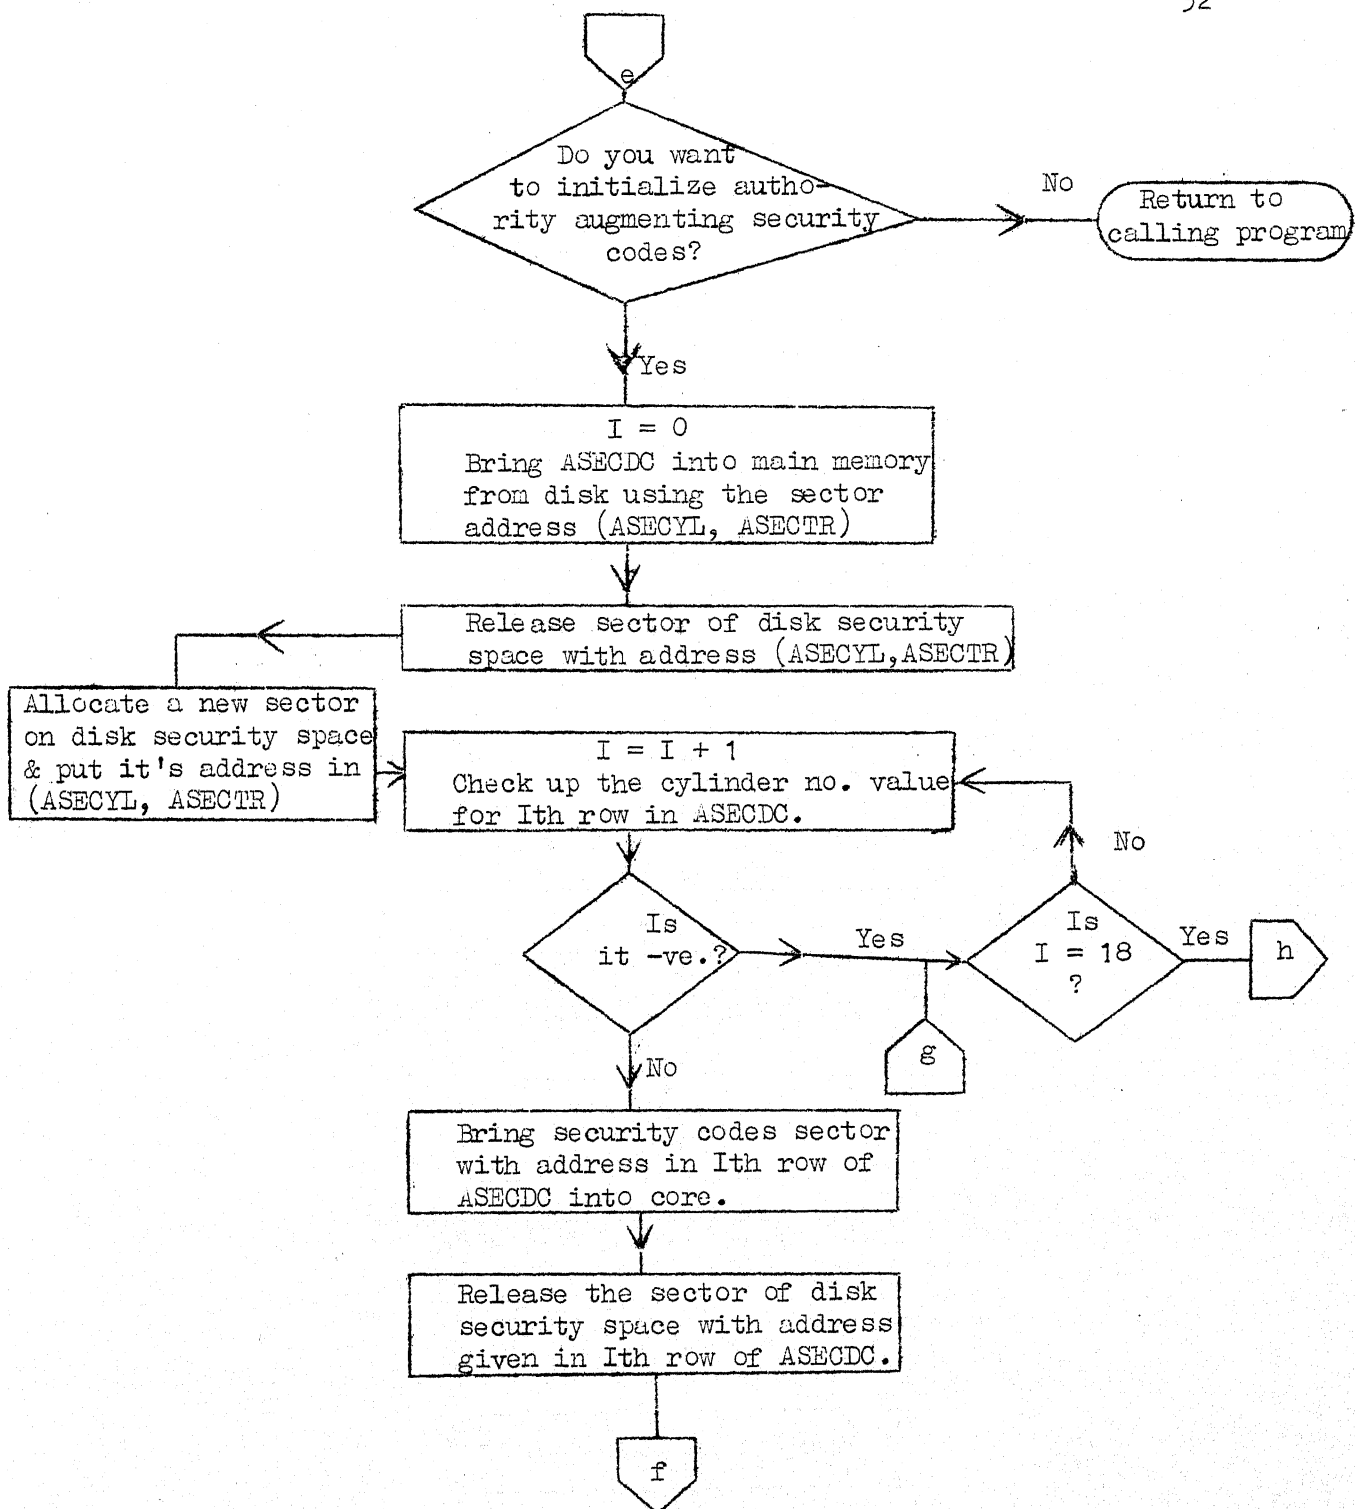 e
Do you want
to initialize autho-
rity augmenting security
codes?
No
Return to
calling program
Yes
I = 0
Bring ASECDC into main memory
from disk using the sector
address (ASECYL, ASECTR)
Release sector of disk security
space with address (ASECYL,ASECTR)
Allocate a new sector
on disk security space
& put it's address in
(ASECYL, ASECTR)
I = I + 1
Check up the cylinder no. value
for Ith row in ASECDC.
No
Is
it -ve.?
Yes
Is
I = 18
?
Yes
h
g
No
Bring security codes sector
with address in Ith row of
ASECDC into core.
Release the sector of disk
security space with address
given in Ith row of ASECDC.
f